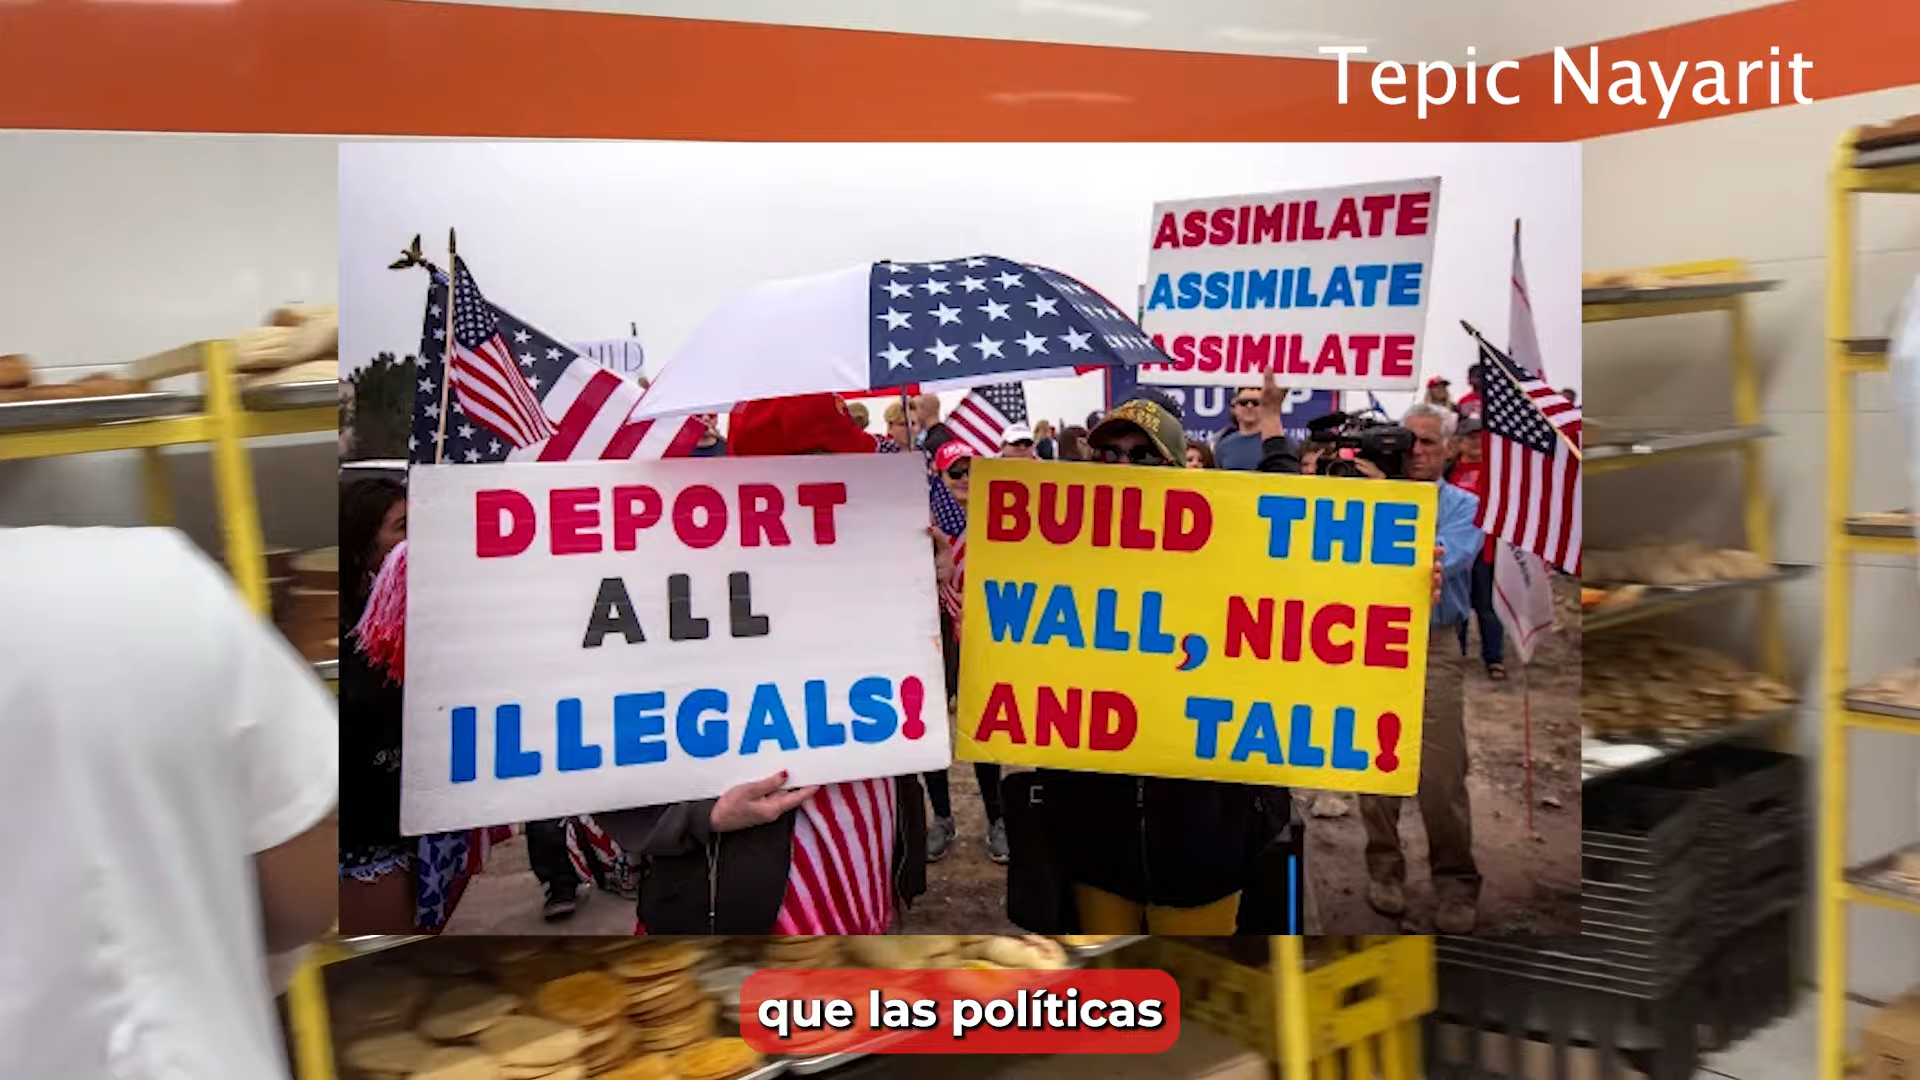 Tepic Nayarit
ASSIMILATE
ASSIMILATE
ASSIMILATE
DEPORT
ALL
ILLEGALS!
BUILD THE
WALL, NICE
AND TALL!
que las políticas